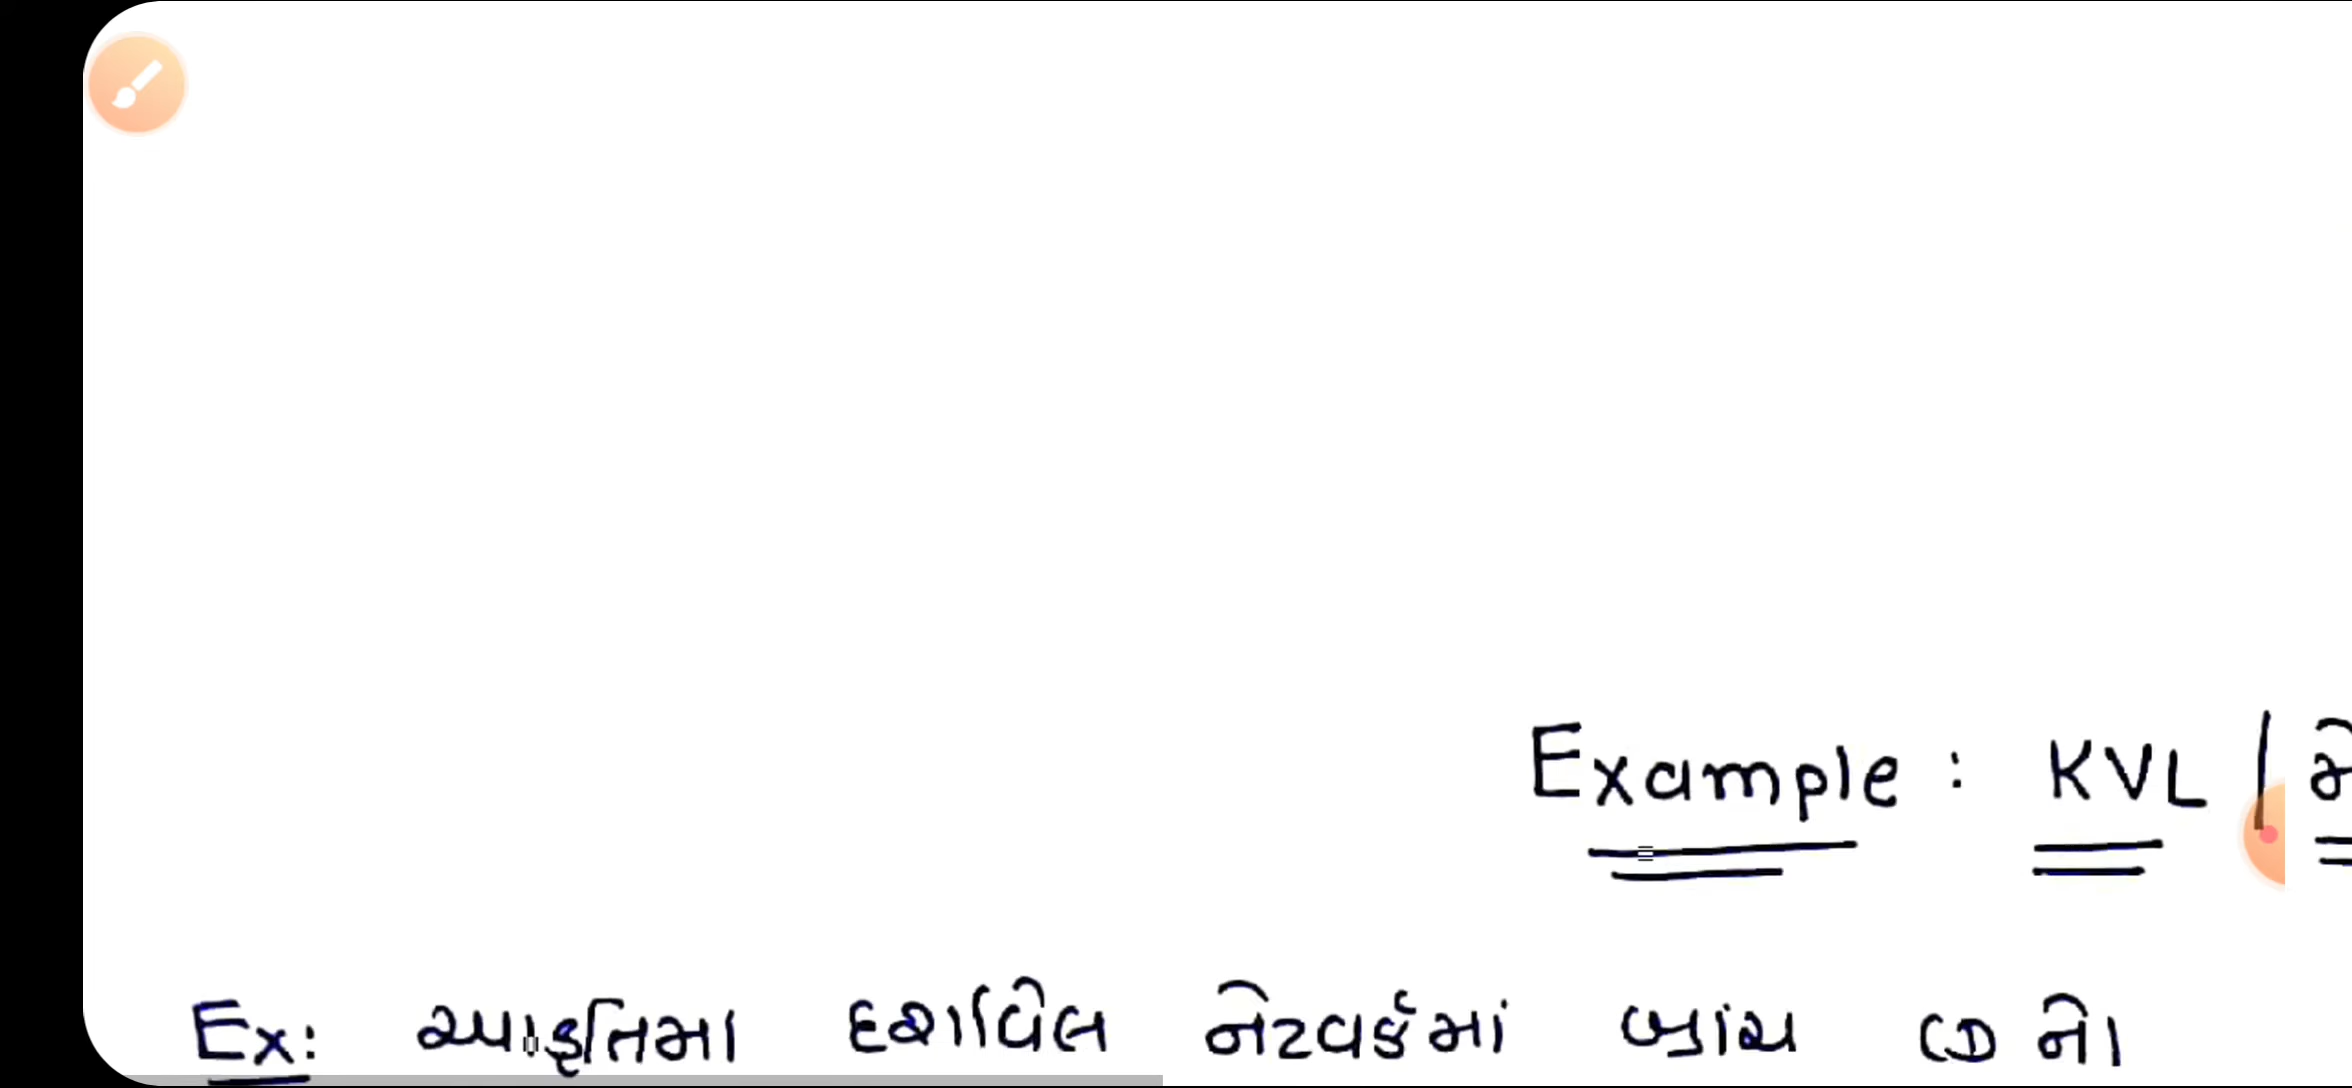 Example : KVL /
Ex: આકૃતિમા દર્શાવેલ નેટવર્કમાં બ્રાંચ CD નો